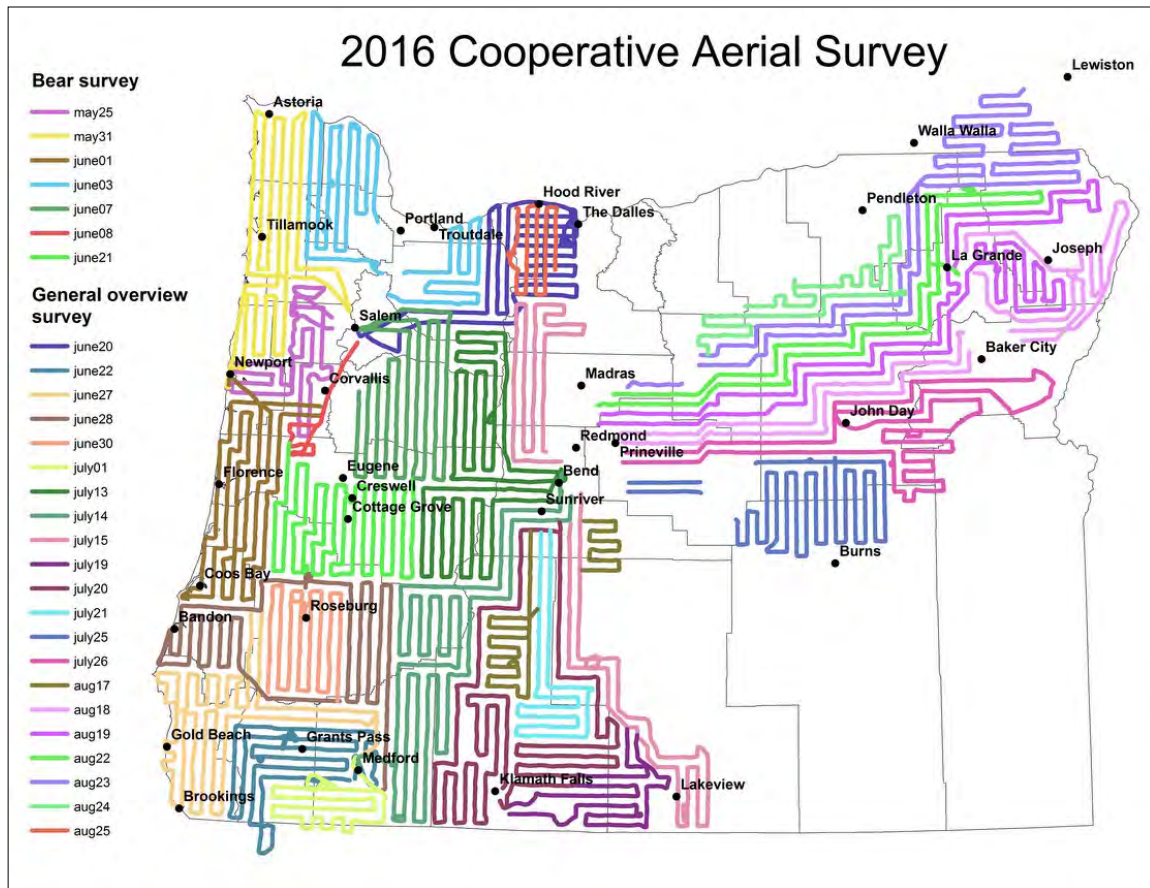 2016 Cooperative Aerial Survey
Bear survey
may25
may31
june01
june03
june07
june08
june21
General overview
survey
june20
june22
june27
june28
june30
july01
july13
july14
july15
july19
july20
july21
july25
july26
aug17
aug18
aug19
aug22
aug23
aug24
aug25
Lewiston
Astoria
Walla Walla
Hood River
Pendleton
The Dalles
Portland
Troutdale
Tillamook
La Grande
Joseph
Salem
Baker City
Newport
Madras
Corvallis
John Day
Redmond
Prineville
Eugene
Bend
Florence
Creswell
Sunriver
Cottage Grove
Burns
Coos Bay
Roseburg
Bandon
Gold Beach
Grants Pass
Medford
Klamath Falls
Lakeview
Brookings